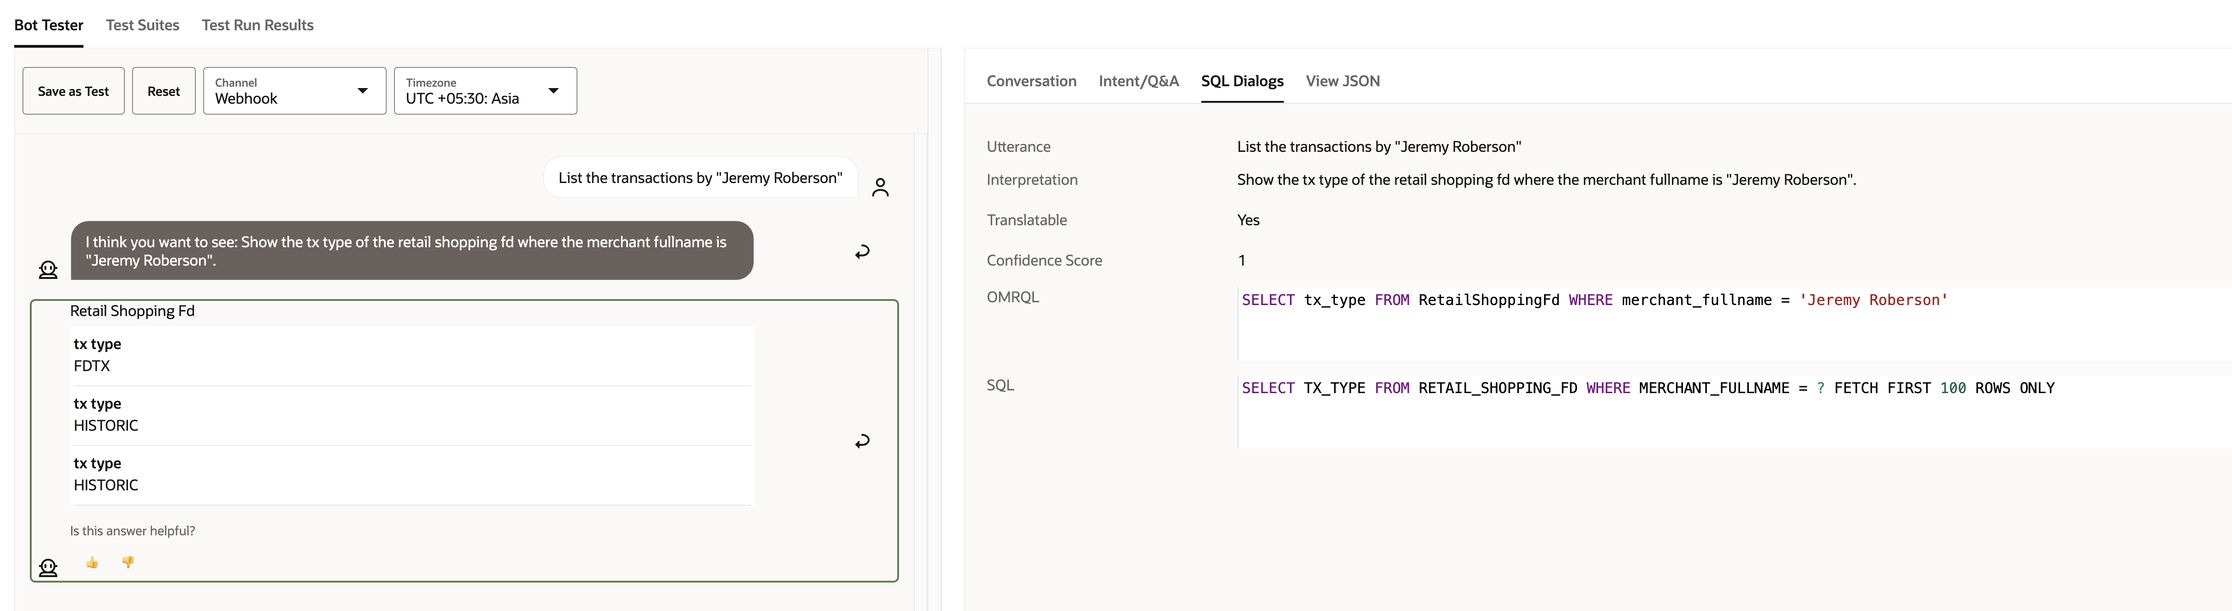 Bot Tester Test Suites Test Run Results
Save as Test Reset Channel Webhook Timezone UTC +05:30: Asia
List the transactions by "Jeremy Roberson"
I think you want to see: Show the tx type of the retail shopping fd where the merchant fullname is
"Jeremy Roberson".
Retail Shopping Fd
tx type
FDTX
tx type
HISTORIC
tx type
HISTORIC
Is this answer helpful?
Conversation Intent/Q&A SQL Dialogs View JSON
Utterance List the transactions by "Jeremy Roberson"
Interpretation Show the tx type of the retail shopping fd where the merchant fullname is "Jeremy Roberson".
Translatable Yes
Confidence Score 1
OMRQL SELECT tx_type FROM RetailShoppingFd WHERE merchant_fullname = 'Jeremy Roberson'
SQL SELECT TX_TYPE FROM RETAIL_SHOPPING_FD WHERE MERCHANT_FULLNAME = ? FETCH FIRST 100 ROWS ONLY